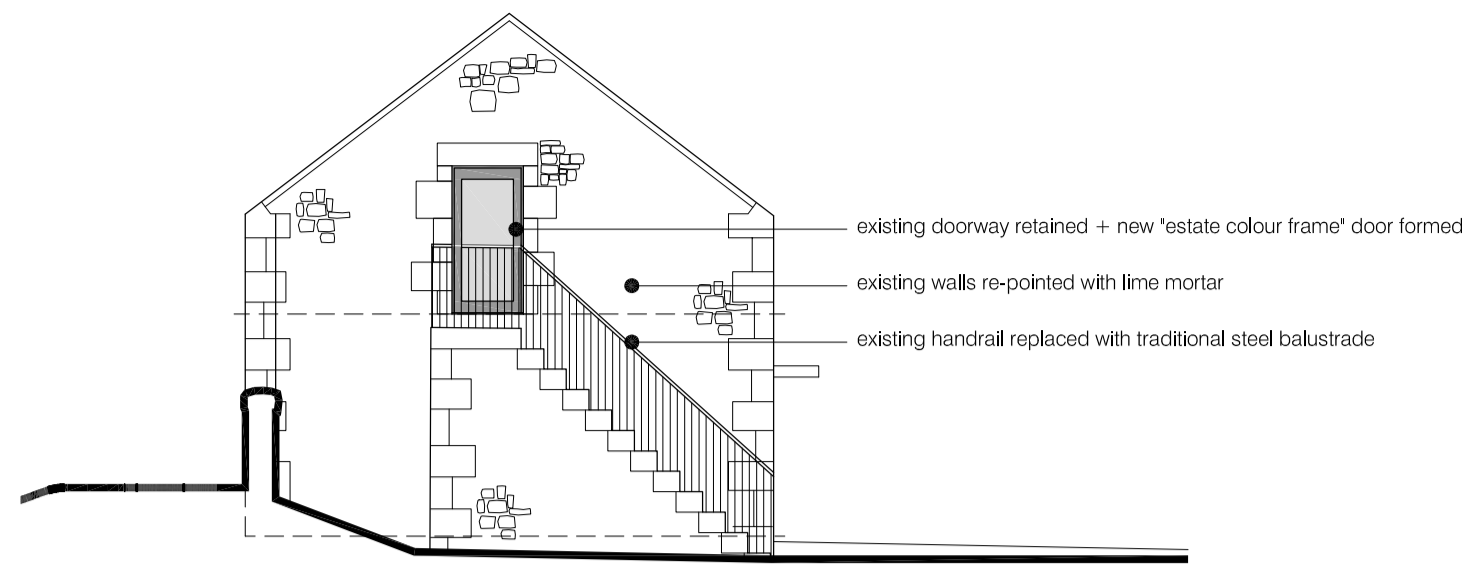 existing doorway retained + new "estate colour frame" door formed
existing walls re-pointed with lime mortar
existing handrail replaced with traditional steel balustrade